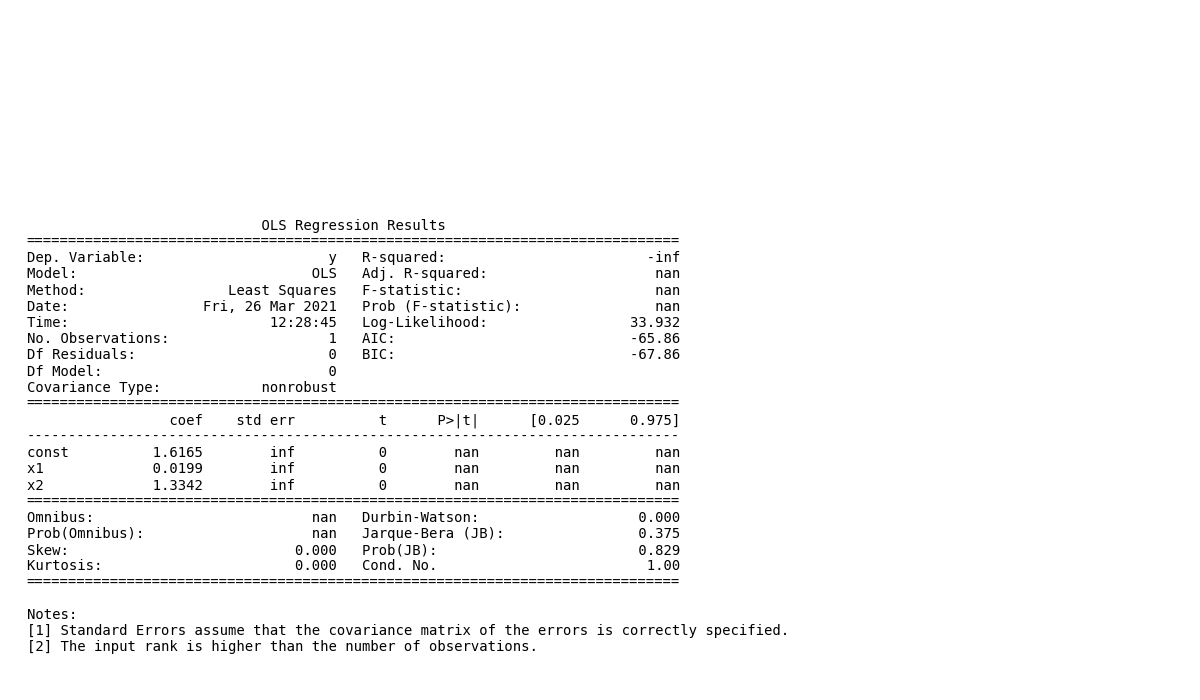 OLS Regression Results
==============================================================================
Dep. Variable:                      y   R-squared:                        -inf
Model:                            OLS   Adj. R-squared:                    nan
Method:                 Least Squares   F-statistic:                       nan
Date:                Fri, 26 Mar 2021   Prob (F-statistic):                nan
Time:                        12:28:45   Log-Likelihood:                 33.932
No. Observations:                   1   AIC:                            -65.86
Df Residuals:                       0   BIC:                            -67.86
Df Model:                           0
Covariance Type:            nonrobust
==============================================================================
                 coef    std err          t      P>|t|      [0.025      0.975]
------------------------------------------------------------------------------
const          1.6165        inf          0        nan         nan         nan
x1             0.0199        inf          0        nan         nan         nan
x2             1.3342        inf          0        nan         nan         nan
==============================================================================
Omnibus:                          nan   Durbin-Watson:                   0.000
Prob(Omnibus):                    nan   Jarque-Bera (JB):                0.375
Skew:                           0.000   Prob(JB):                        0.829
Kurtosis:                       0.000   Cond. No.                         1.00
==============================================================================

Notes:
[1] Standard Errors assume that the covariance matrix of the errors is correctly specified.
[2] The input rank is higher than the number of observations.